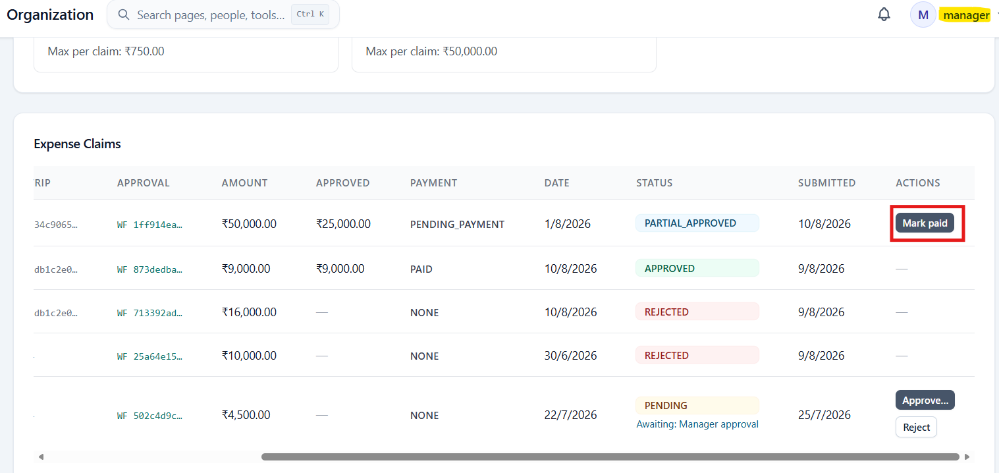 Organization Search pages, people, tools... Ctrl K M manager
Max per claim: ₹750.00 Max per claim: ₹50,000.00
Expense Claims
RIP APPROVAL AMOUNT APPROVED PAYMENT DATE STATUS SUBMITTED ACTIONS
34c9065… WF 1ff914ea… ₹50,000.00 ₹25,000.00 PENDING_PAYMENT 1/8/2026 PARTIAL_APPROVED 10/8/2026 Mark paid
db1c2e0… WF 873dedba… ₹9,000.00 ₹9,000.00 PAID 10/8/2026 APPROVED 9/8/2026 —
db1c2e0… WF 713392ad… ₹16,000.00 — NONE 10/8/2026 REJECTED 9/8/2026 —
WF 25a64e15… ₹10,000.00 — NONE 30/6/2026 REJECTED 9/8/2026 —
WF 502c4d9c… ₹4,500.00 — NONE 22/7/2026 PENDING 25/7/2026 Approve...
Awaiting: Manager approval Reject